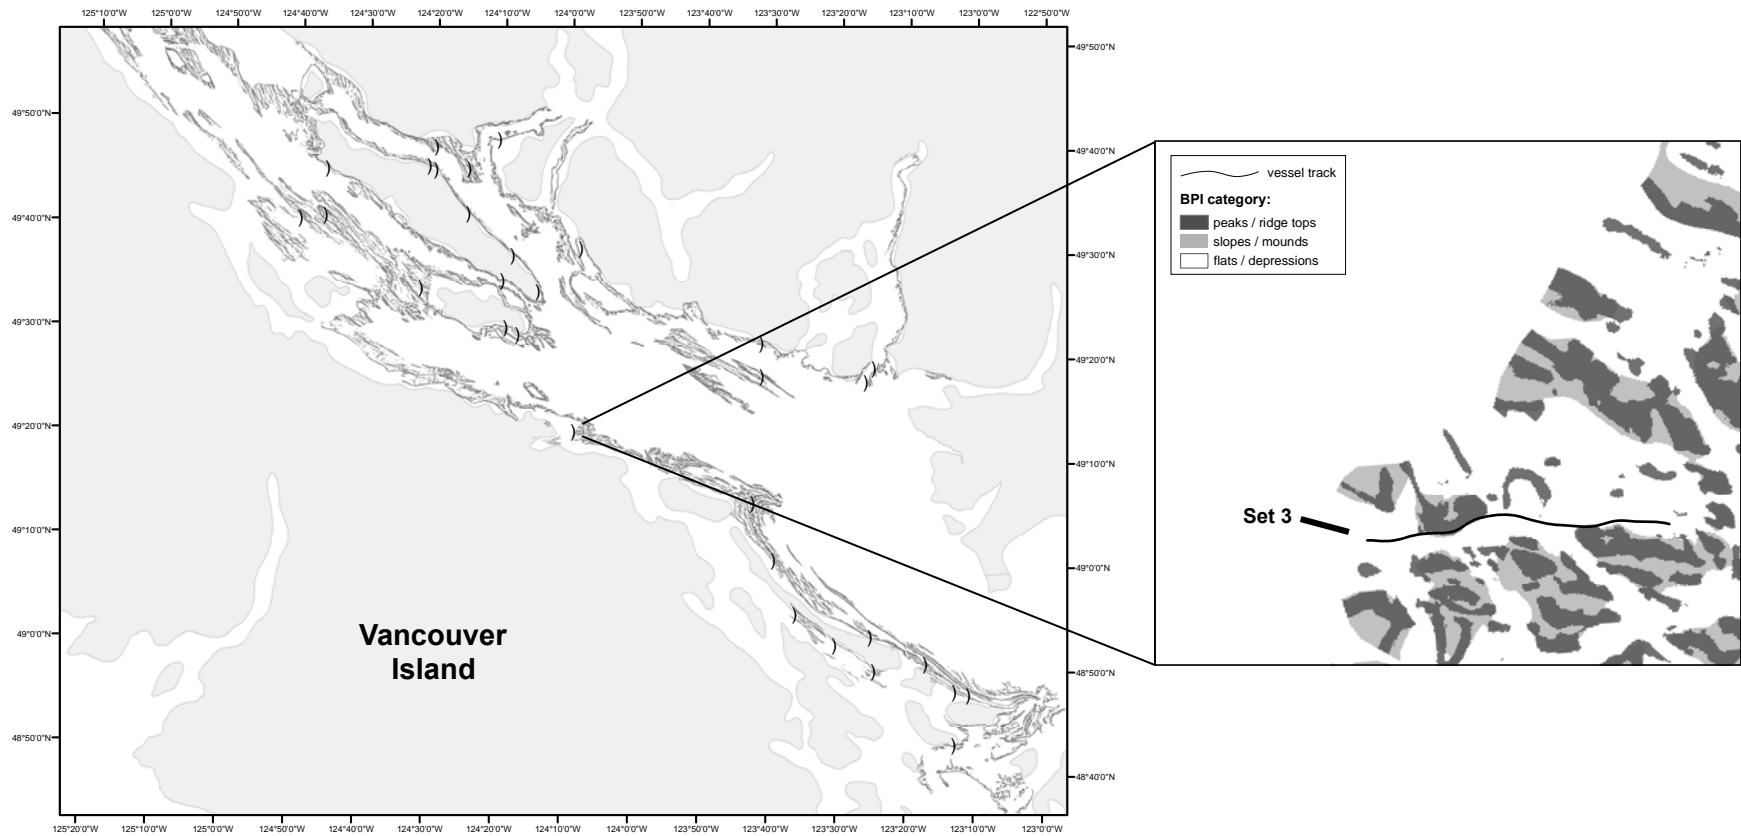 125°10'0"W 125°0'0"W 124°50'0"W 124°40'0"W 124°30'0"W 124°20'0"W 124°10'0"W 124°0'0"W 123°50'0"W 123°40'0"W 123°30'0"W 123°20'0"W 123°10'0"W 123°0'0"W 122°50'0"W
49°50'0"N
49°40'0"N
49°30'0"N
49°20'0"N
49°10'0"N
49°0'0"N
48°50'0"N
49°50'0"N
49°40'0"N
49°30'0"N
49°20'0"N
49°10'0"N
49°0'0"N
48°50'0"N
48°40'0"N
Vancouver
Island
125°20'0"W 125°10'0"W 125°0'0"W 124°50'0"W 124°40'0"W 124°30'0"W 124°20'0"W 124°10'0"W 124°0'0"W 123°50'0"W 123°40'0"W 123°30'0"W 123°20'0"W 123°10'0"W 123°0'0"W
vessel track
BPI category:
peaks / ridge tops
slopes / mounds
flats / depressions
Set 3